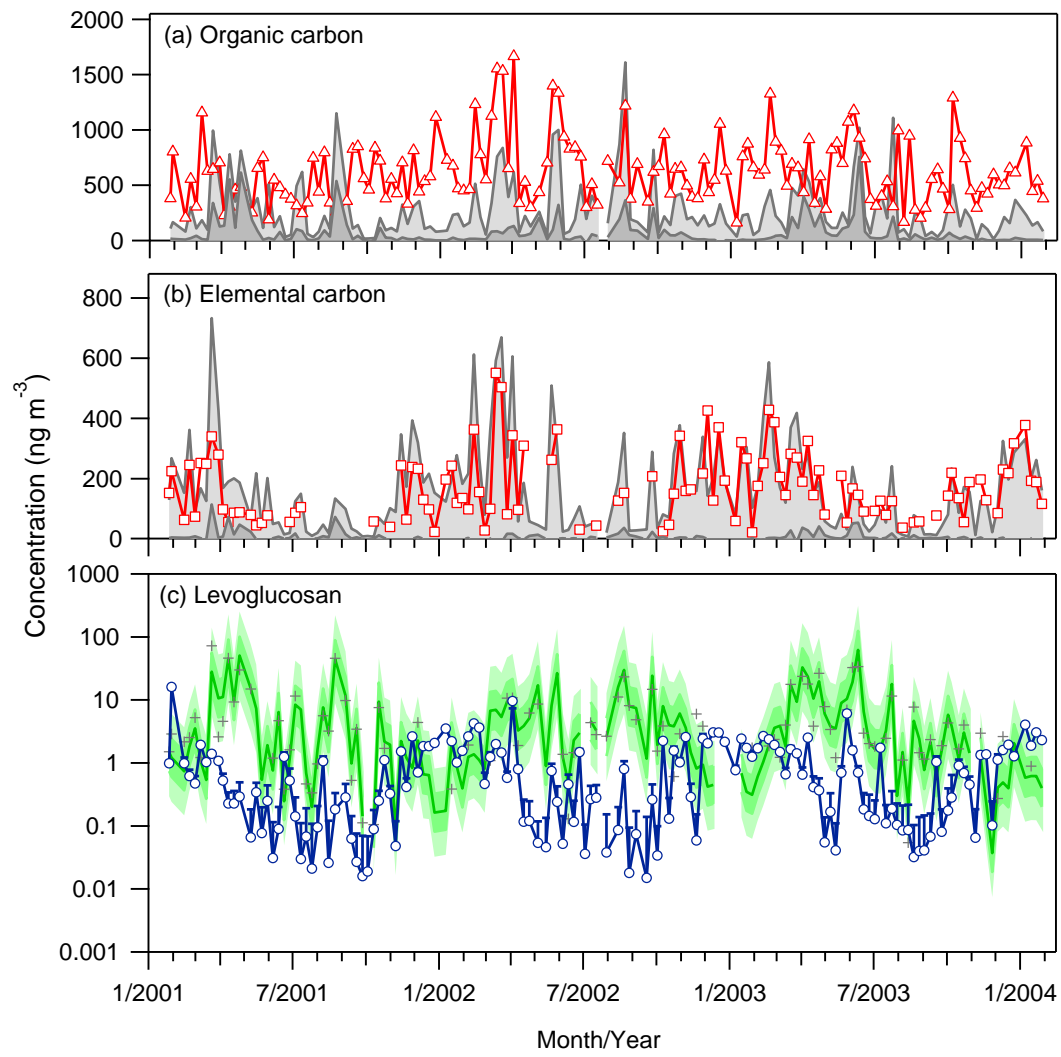 2000
(a) Organic carbon
1500
1000
500
0
(b) Elemental carbon
800
600
400
200
0
Concentration (ng m⁻³)
1000
(c) Levoglucosan
100
10
1
0.1
0.01
0.001
1/2001 7/2001 1/2002 7/2002 1/2003 7/2003 1/2004
Month/Year